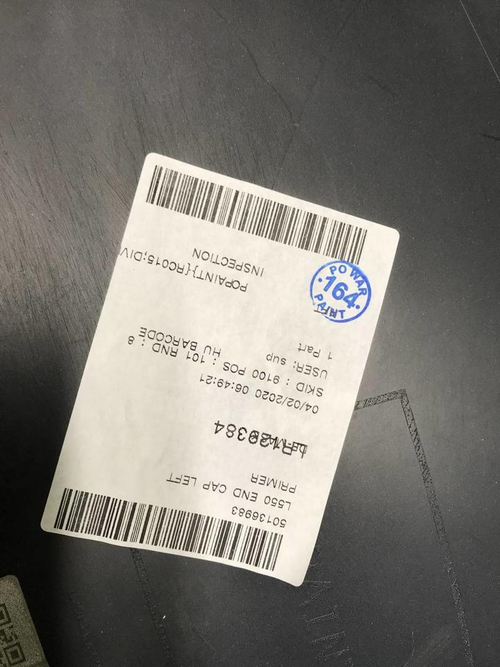 50136983
L550 END CAP LEFT
PRIMER
LR129384
04/02/2020 06:49:21
SKID : 9100 POS : 101 RND : 8
USER: sup HU BARCODE
1 Part
POPAINT}{RC015;DIV
INSPECTION
PO WAR
164
PAINT